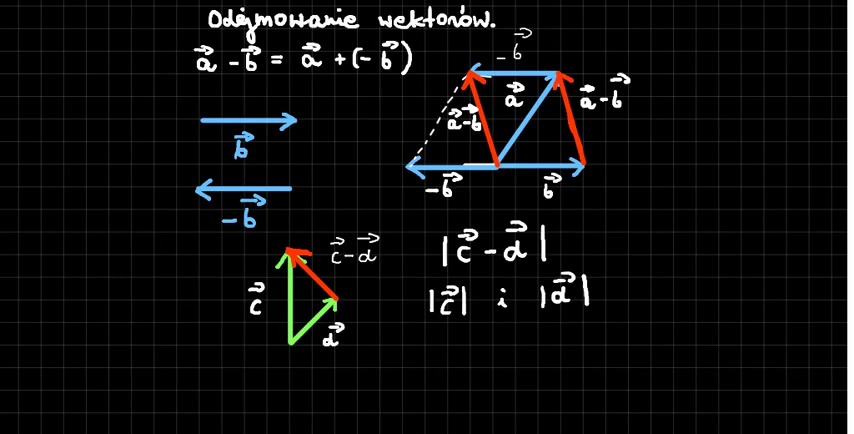 Odejmowanie wektorów.
a⃗ - b⃗ = a⃗ + (- b⃗)
-b⃗
a⃗
a⃗-b⃗
a⃗-b⃗
b⃗
-b⃗
b⃗
-b⃗
|c⃗ - d⃗|
c⃗-d⃗
|c⃗| i |d⃗|
c⃗
d⃗